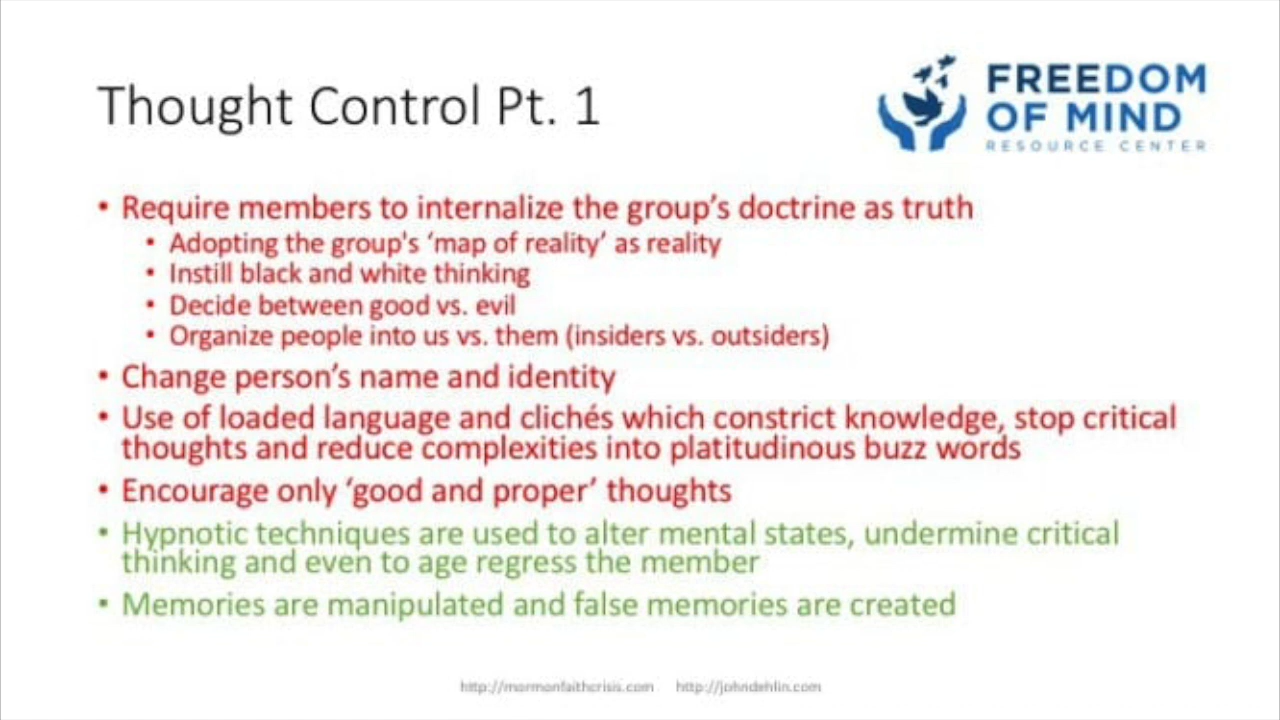 Thought Control Pt. 1
FREEDOM
OF MIND
RESOURCE CENTER
• Require members to internalize the group's doctrine as truth
• Adopting the group's ‘map of reality’ as reality
• Instill black and white thinking
• Decide between good vs. evil
• Organize people into us vs. them (insiders vs. outsiders)
• Change person’s name and identity
• Use of loaded language and clichés which constrict knowledge, stop critical
thoughts and reduce complexities into platitudinous buzz words
• Encourage only ‘good and proper’ thoughts
• Hypnotic techniques are used to alter mental states, undermine critical
thinking and even to age regress the member
• Memories are manipulated and false memories are created
http://mormonfaithcrisis.com http://johndehlin.com